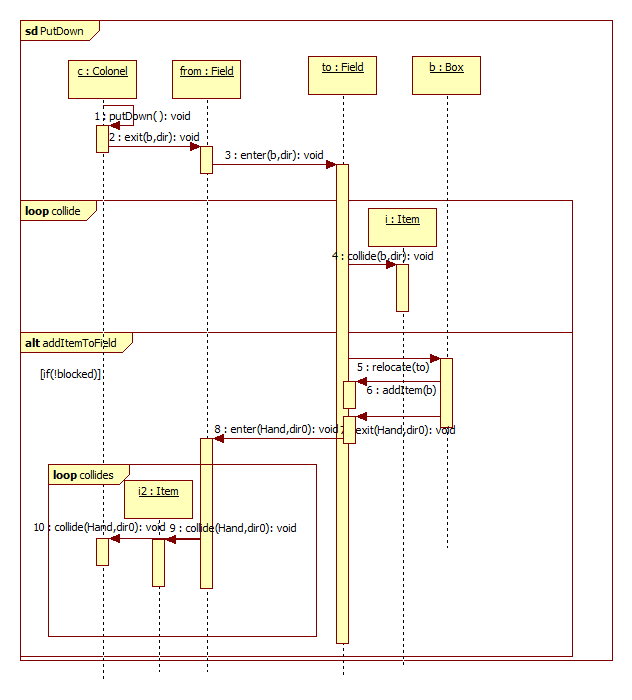 sd PutDown
c : Colonel
from : Field
to : Field
b : Box
1 : putDown( ): void
2 : exit(b,dir): void
3 : enter(b,dir): void
loop collide
i : Item
4 : collide(b,dir): void
alt addItemToField
[if(!blocked)]
5 : relocate(to)
6 : addItem(b)
7 : exit(Hand,dir0): void
8 : enter(Hand,dir0): void
loop collides
i2 : Item
9 : collide(Hand,dir0): void
10 : collide(Hand,dir0): void